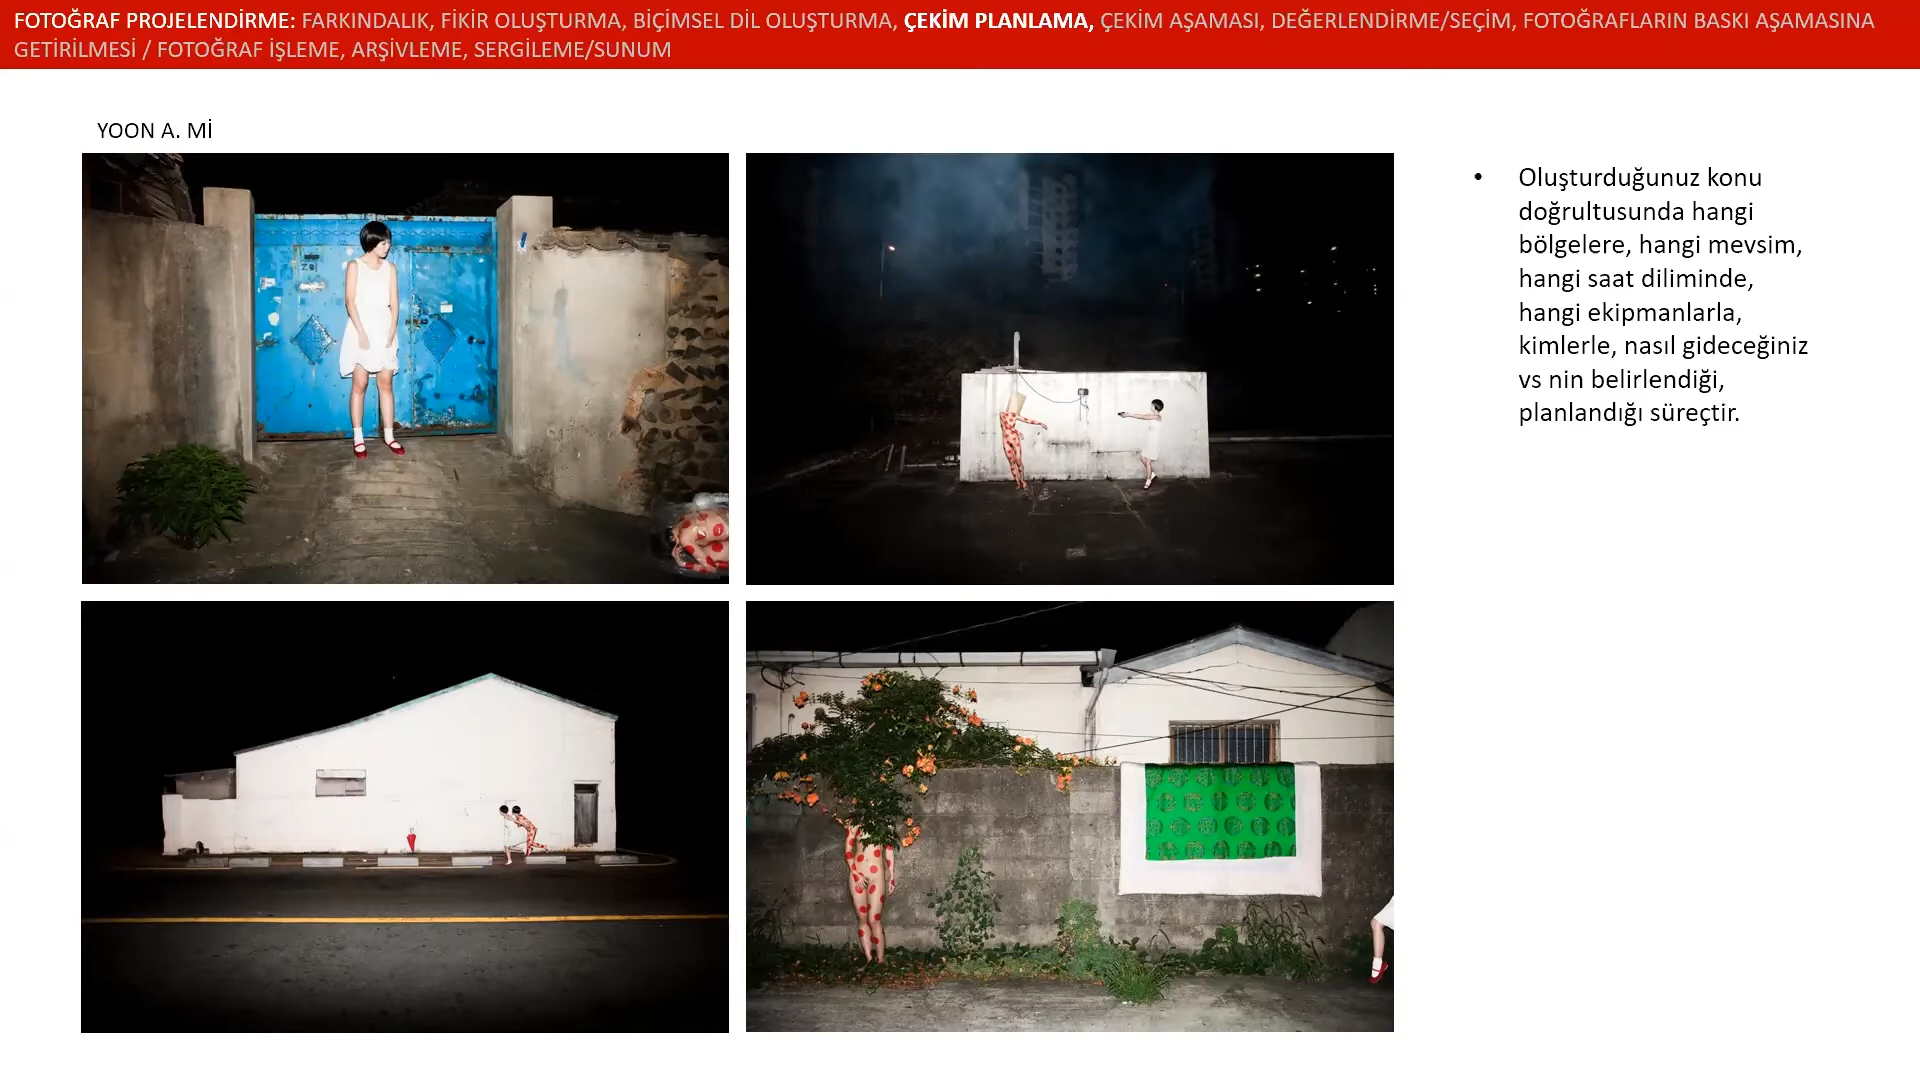 FOTOĞRAF PROJELENDİRME: FARKINDALIK, FİKİR OLUŞTURMA, BİÇİMSEL DİL OLUŞTURMA, ÇEKİM PLANLAMA, ÇEKİM AŞAMASI, DEĞERLENDİRME/SEÇİM, FOTOĞRAFLARIN BASKI AŞAMASINA
GETİRİLMESİ / FOTOĞRAF İŞLEME, ARŞİVLEME, SERGİLEME/SUNUM
YOON A. Mİ
• Oluşturduğunuz konu
doğrultusunda hangi
bölgelere, hangi mevsim,
hangi saat diliminde,
hangi ekipmanlarla,
kimlerle, nasıl gideceğiniz
vs nin belirlendiği,
planlandığı süreçtir.